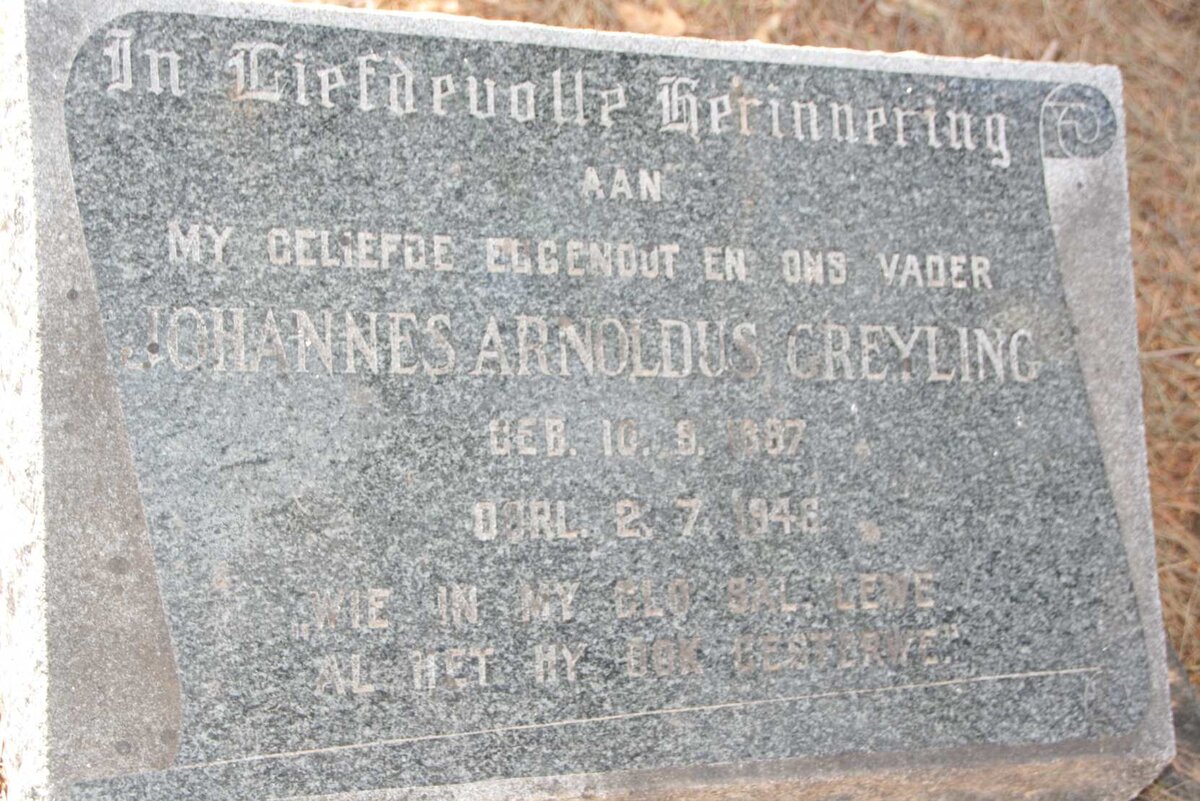 In Liefdevolle Herinnering
AAN
MY GELIEFDE EGGENOOT EN ONS VADER
JOHANNES ARNOLDUS GREYLING
GEB. 10. 9. 1887
OORL. 2. 7. 1946
„WIE IN MY GLO SAL, LEWE
AL HET HY OOK GESTERWE."